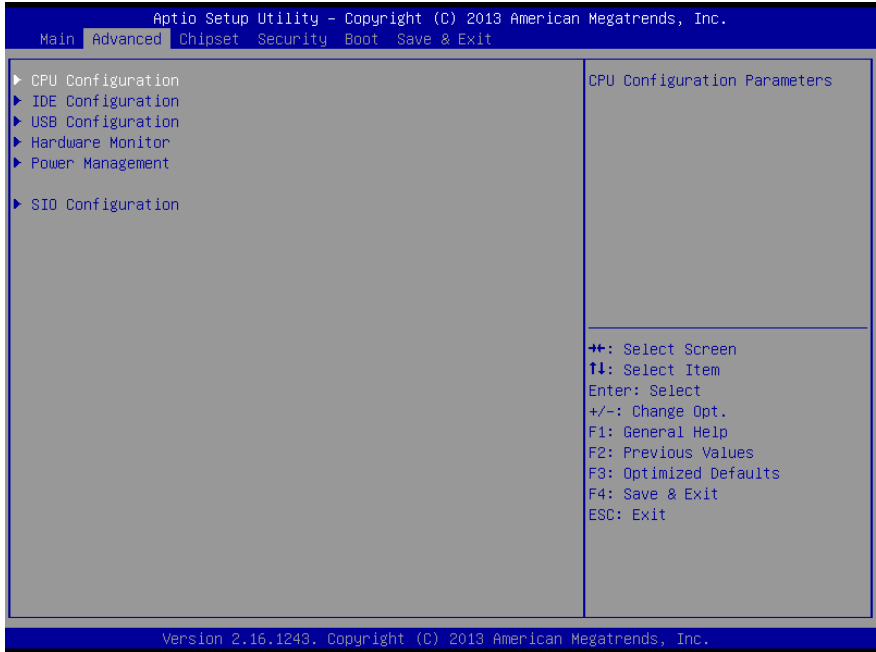 Aptio Setup Utility – Copyright (C) 2013 American Megatrends, Inc.
Main Advanced Chipset Security Boot Save & Exit
▶ CPU Configuration
▶ IDE Configuration
▶ USB Configuration
▶ Hardware Monitor
▶ Power Management
▶ SIO Configuration
CPU Configuration Parameters
→←: Select Screen
↑↓: Select Item
Enter: Select
+/-: Change Opt.
F1: General Help
F2: Previous Values
F3: Optimized Defaults
F4: Save & Exit
ESC: Exit
Version 2.16.1243. Copyright (C) 2013 American Megatrends, Inc.